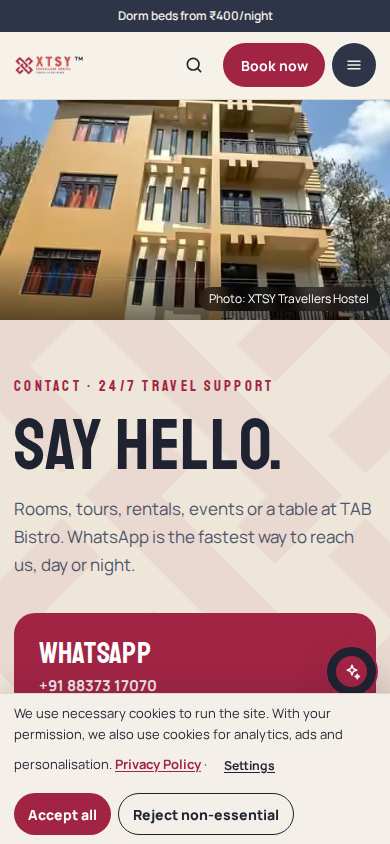 Dorm beds from ₹400/night
XTSY ™
Book now
Photo: XTSY Travellers Hostel
CONTACT · 24/7 TRAVEL SUPPORT
SAY HELLO.
Rooms, tours, rentals, events or a table at TAB
Bistro. WhatsApp is the fastest way to reach
us, day or night.
WHATSAPP
+91 88373 17070
We use necessary cookies to run the site. With your
permission, we also use cookies for analytics, ads and
personalisation. Privacy Policy · Settings
Accept all
Reject non-essential